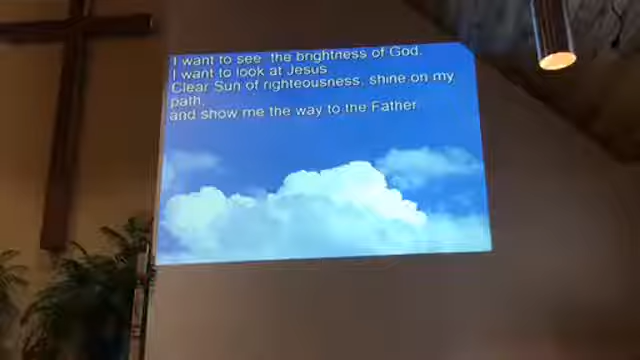 I want to see the brightness of God.
I want to look at Jesus.
Clear Sun of righteousness, shine on my
path,
and show me the way to the Father.